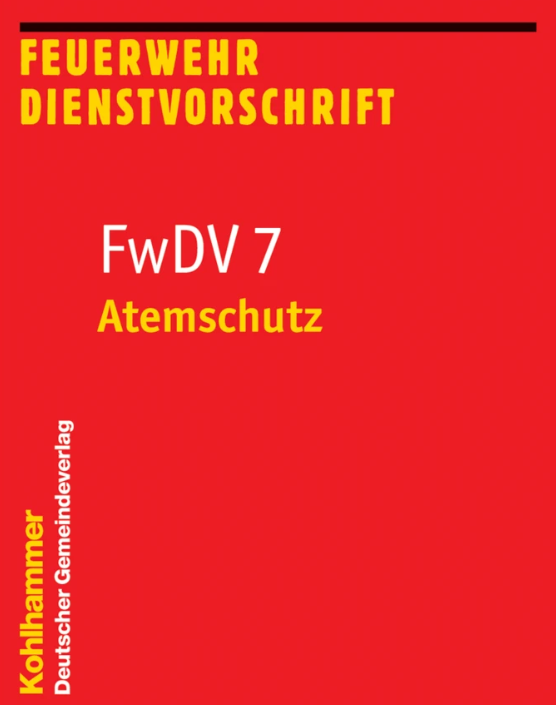 FEUERWEHR
DIENSTVORSCHRIFT
FwDV 7
Atemschutz
Kohlhammer
Deutscher Gemeindeverlag